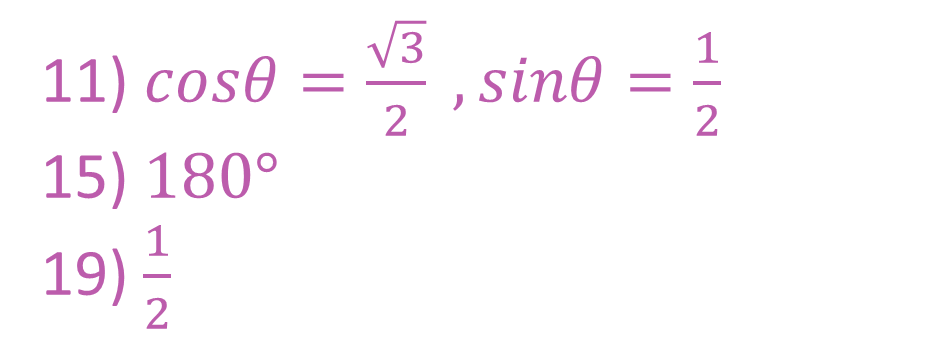 11) cosθ = √3/2 , sinθ = 1/2
15) 180°
19) 1/2